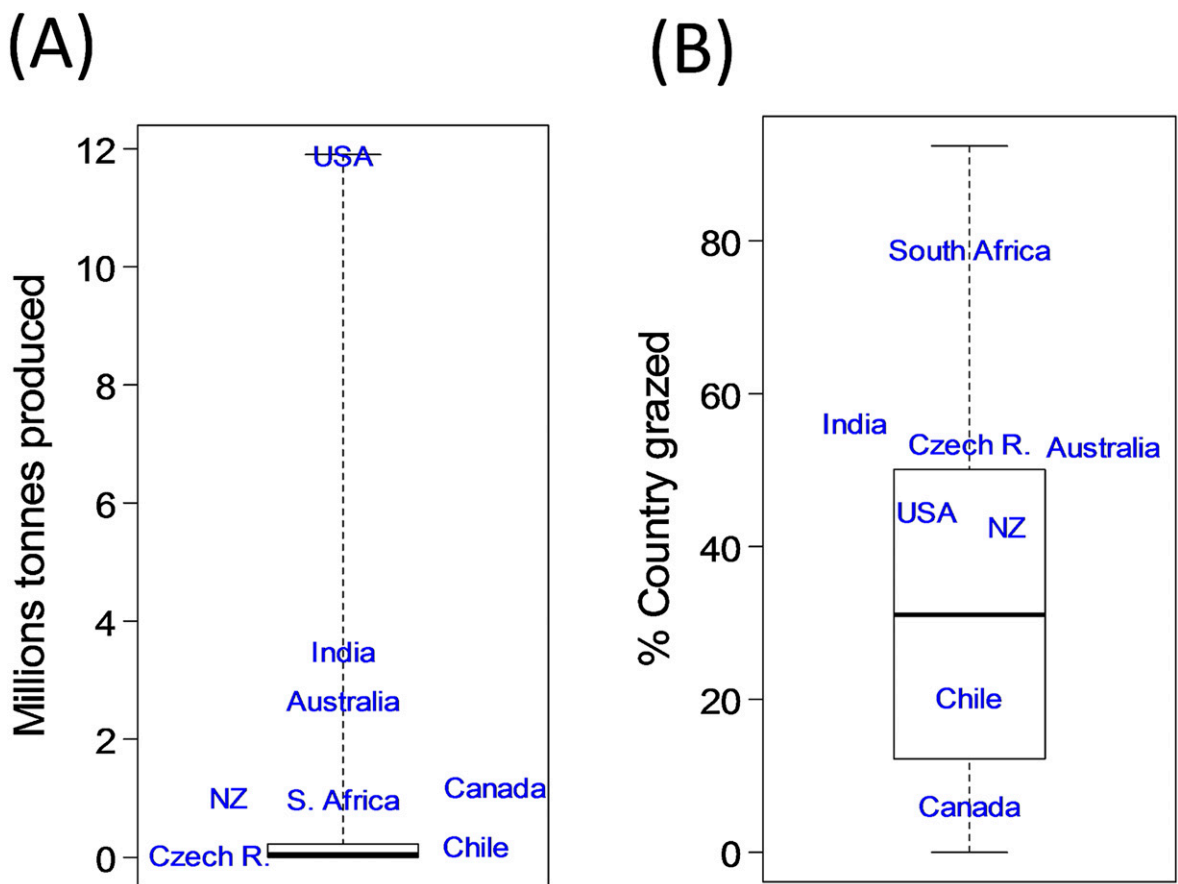 (A)
Millions tonnes produced
12
10
8
6
4
2
0
USA
India
Australia
NZ
S. Africa
Canada
Czech R.
Chile
(B)
% Country grazed
80
60
40
20
0
South Africa
India
Czech R.
Australia
USA
NZ
Chile
Canada